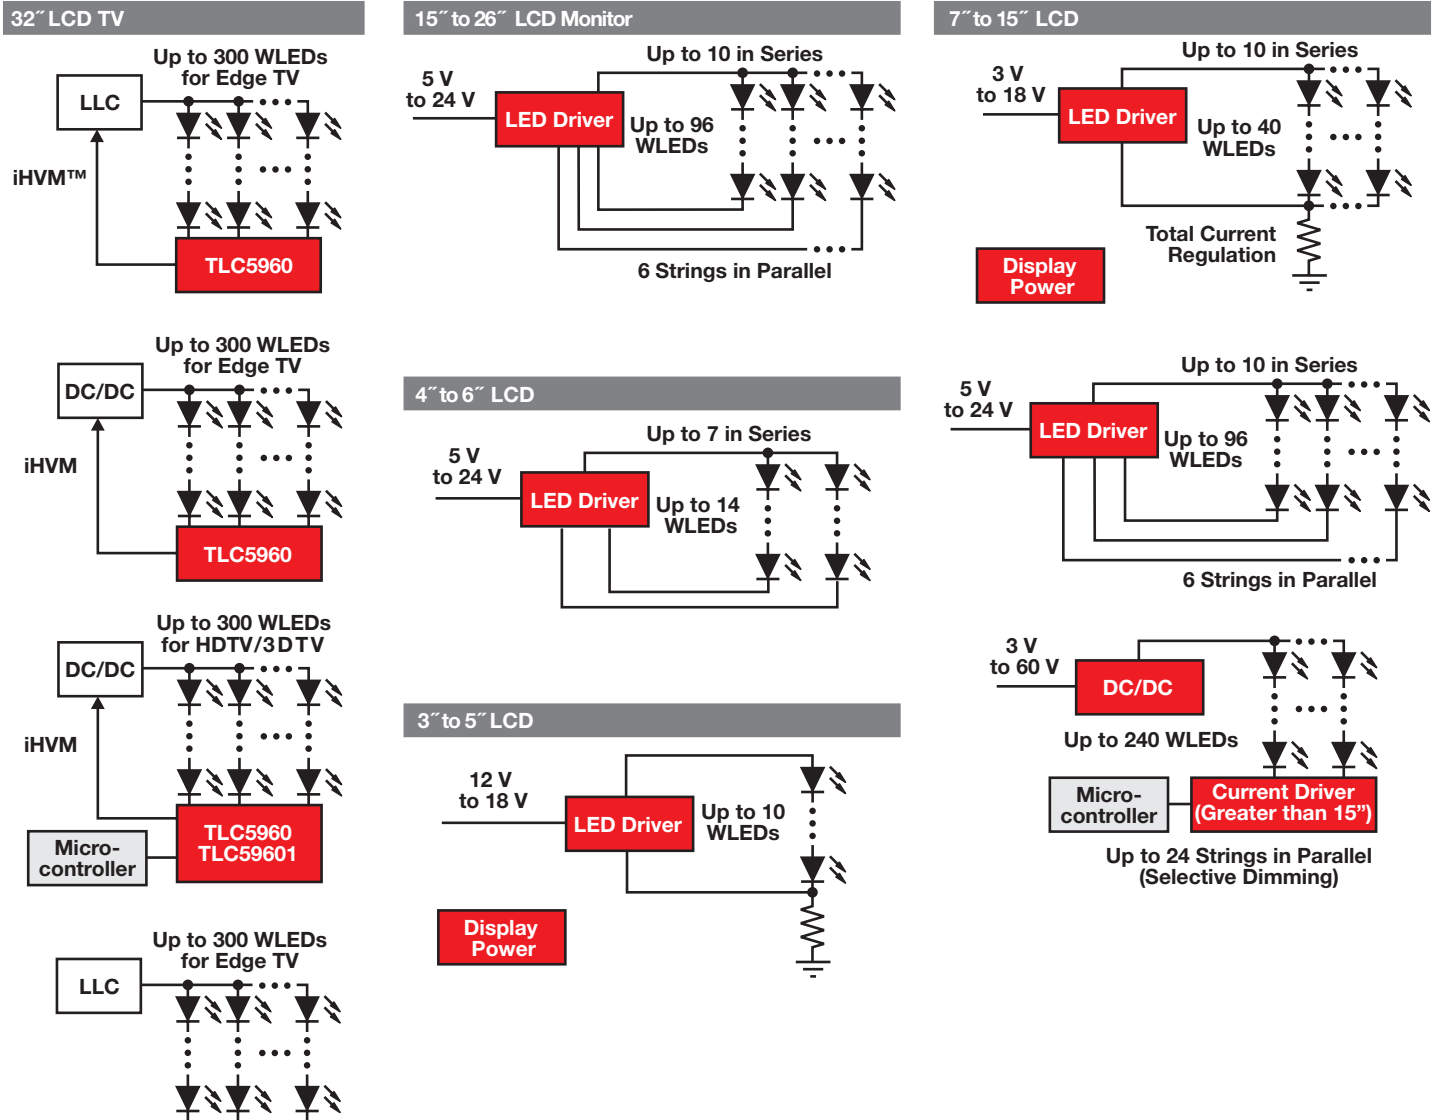 32˝ LCD TV
Up to 300 WLEDs
for Edge TV
LLC
iHVM™
TLC5960
Up to 300 WLEDs
for Edge TV
DC/DC
iHVM
TLC5960
Up to 300 WLEDs
for HDTV/3DTV
DC/DC
iHVM
TLC5960
TLC59601
Micro-
controller
Up to 300 WLEDs
for Edge TV
LLC
15˝ to 26˝ LCD Monitor
Up to 10 in Series
5 V
to 24 V
LED Driver
Up to 96
WLEDs
6 Strings in Parallel
4˝ to 6˝ LCD
Up to 7 in Series
5 V
to 24 V
LED Driver
Up to 14
WLEDs
3˝ to 5˝ LCD
12 V
to 18 V
LED Driver
Up to 10
WLEDs
Display
Power
7˝ to 15˝ LCD
Up to 10 in Series
3 V
to 18 V
LED Driver
Up to 40
WLEDs
Total Current
Regulation
Display
Power
Up to 10 in Series
5 V
to 24 V
LED Driver
Up to 96
WLEDs
6 Strings in Parallel
3 V
to 60 V
DC/DC
Up to 240 WLEDs
Micro-
controller
Current Driver
(Greater than 15”)
Up to 24 Strings in Parallel
(Selective Dimming)